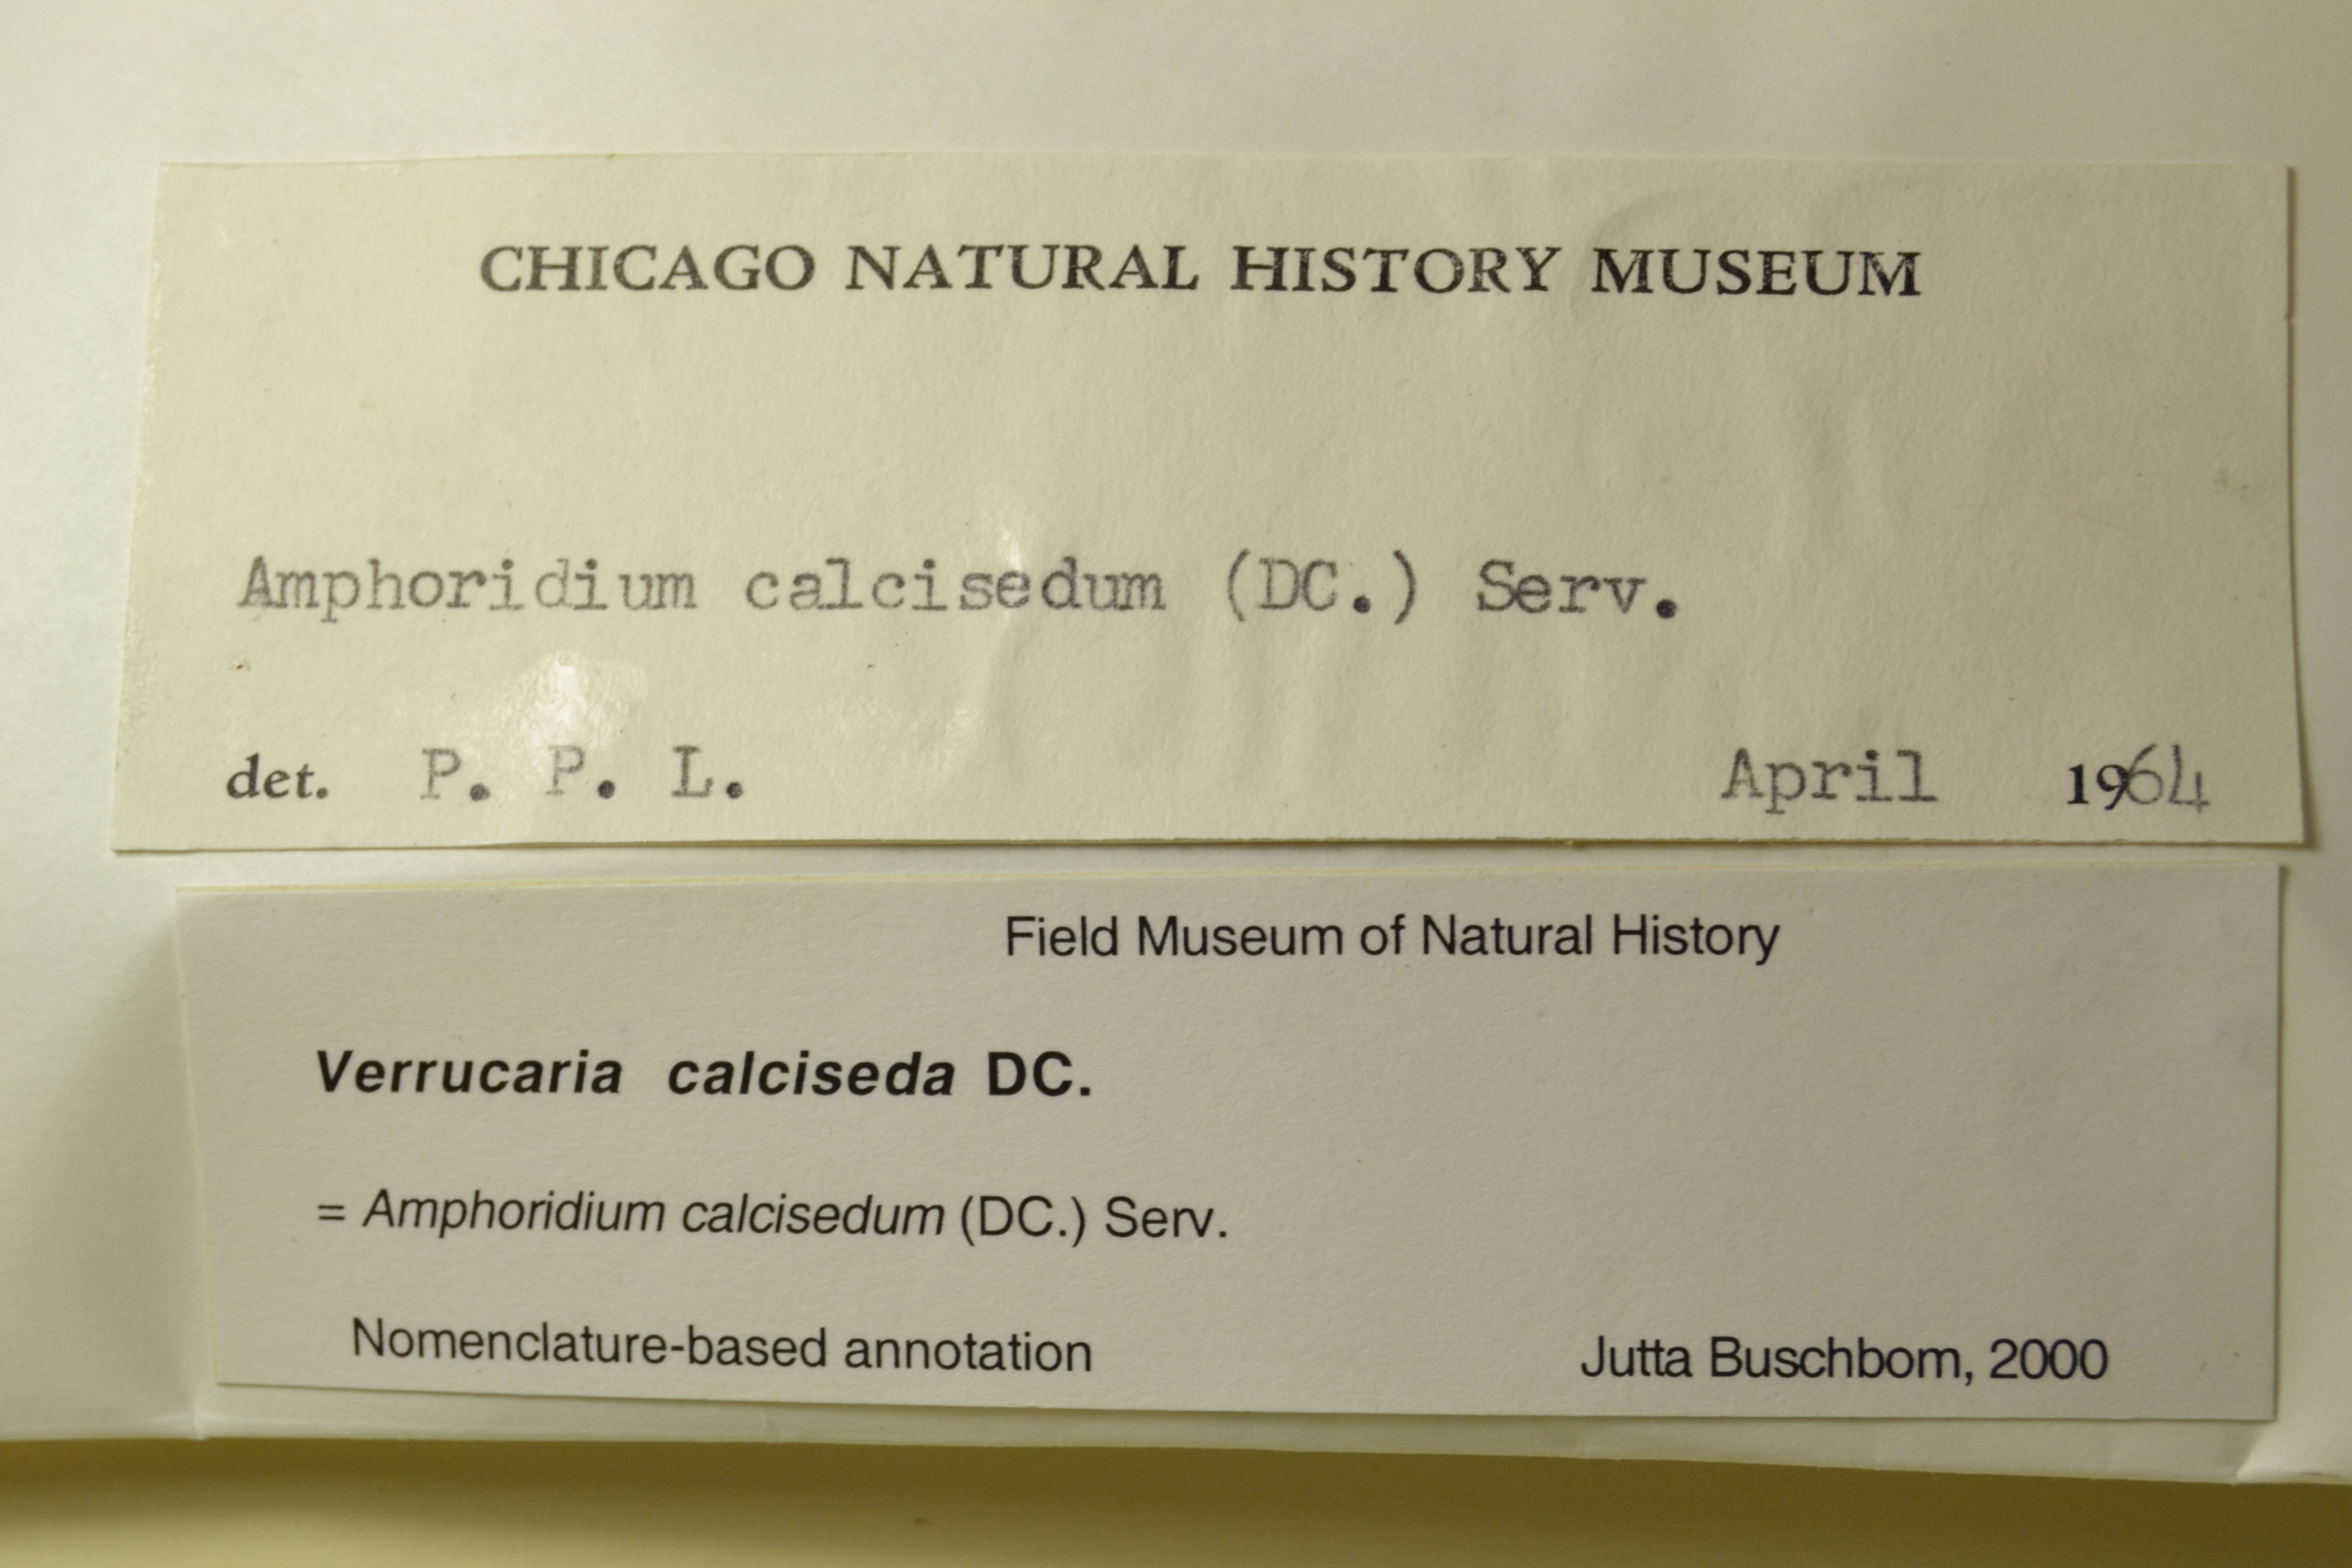 CHICAGO NATURAL HISTORY MUSEUM
Amphoridium calcisedum (DC.) Serv.
det. P. P. L. April 1964
Field Museum of Natural History
Verrucaria calciseda DC.
= Amphoridium calcisedum (DC.) Serv.
Nomenclature-based annotation Jutta Buschbom, 2000